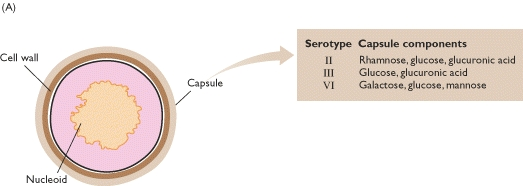 (A)
Cell wall
Capsule
Nucleoid
Serotype Capsule components
II Rhamnose, glucose, glucuronic acid
III Glucose, glucuronic acid
VI Galactose, glucose, mannose